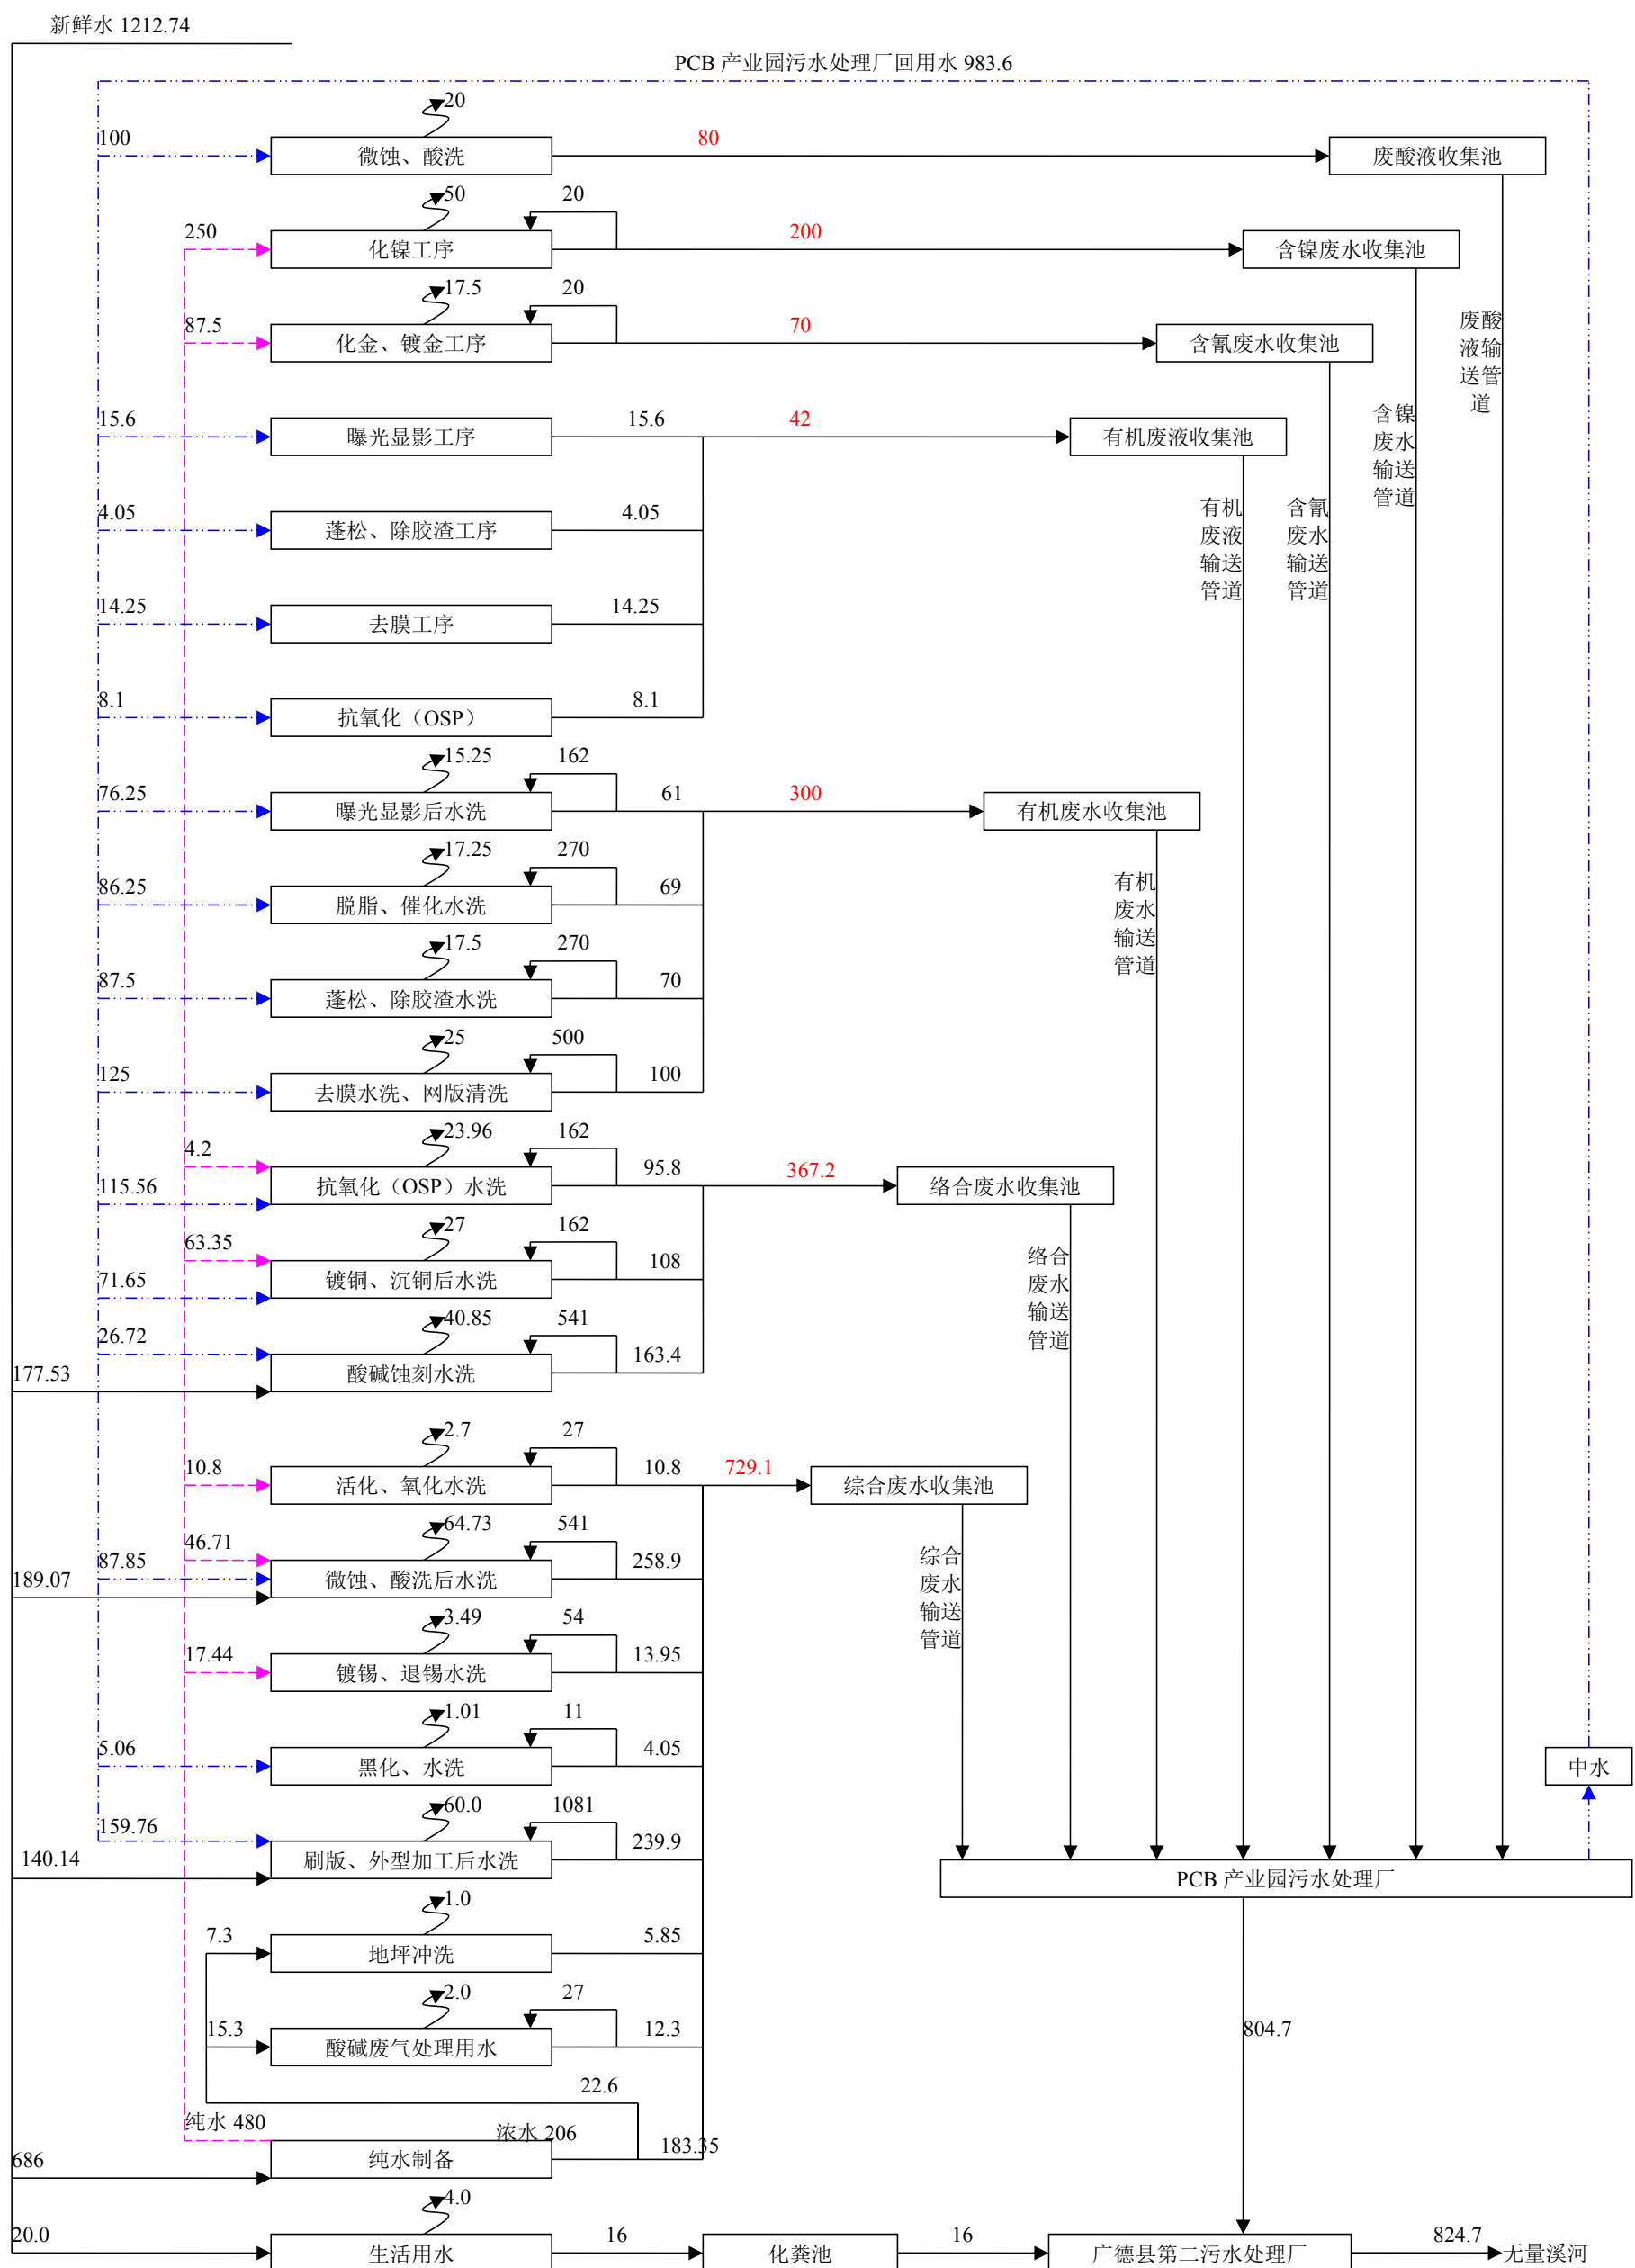 新鲜水 1212.74
PCB 产业园污水处理厂回用水 983.6
20
100
微蚀、酸洗
80
废酸液收集池
50
20
250
化镍工序
200
含镍废水收集池
17.5
20
87.5
化金、镀金工序
70
含氰废水收集池
废酸
液输
送管
道
15.6
曝光显影工序
15.6
42
有机废液收集池
含镍
废水
输送
管道
4.05
蓬松、除胶渣工序
4.05
有机
废液
输送
管道
含氰
废水
输送
管道
14.25
去膜工序
14.25
8.1
抗氧化（OSP）
8.1
15.25
162
76.25
曝光显影后水洗
61
300
有机废水收集池
17.25
270
86.25
脱脂、催化水洗
69
有机
废水
输送
管道
17.5
270
87.5
蓬松、除胶渣水洗
70
25
500
125
去膜水洗、网版清洗
100
23.96
162
4.2
115.56
抗氧化（OSP）水洗
95.8
367.2
络合废水收集池
27
162
63.35
71.65
镀铜、沉铜后水洗
108
络合
废水
输送
管道
40.85
541
26.72
177.53
酸碱蚀刻水洗
163.4
2.7
27
10.8
活化、氧化水洗
10.8
729.1
综合废水收集池
64.73
541
46.71
87.85
189.07
微蚀、酸洗后水洗
258.9
综合
废水
输送
管道
3.49
54
17.44
镀锡、退锡水洗
13.95
1.01
11
5.06
黑化、水洗
4.05
中水
60.0
1081
159.76
140.14
刷版、外型加工后水洗
239.9
PCB 产业园污水处理厂
1.0
7.3
地坪冲洗
5.85
2.0
27
15.3
酸碱废气处理用水
12.3
804.7
22.6
纯水 480
浓水 206
686
纯水制备
183.35
4.0
20.0
生活用水
16
化粪池
16
广德县第二污水处理厂
824.7
无量溪河